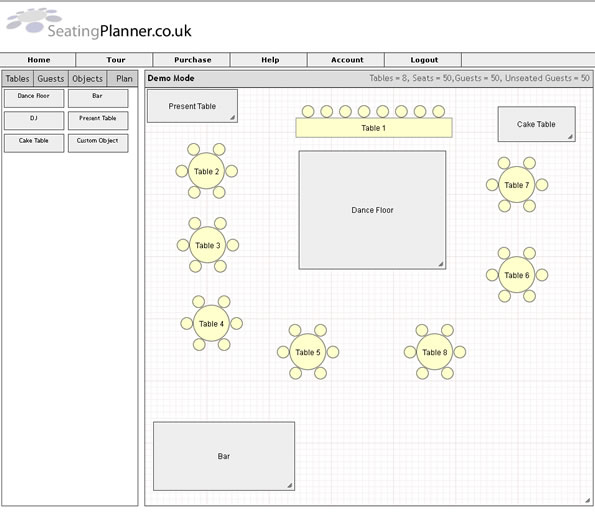 SeatingPlanner.co.uk
Home Tour Purchase Help Account Logout
Tables Guests Objects Plan
Demo Mode Tables = 8, Seats = 50,Guests = 50, Unseated Guests = 50
Dance Floor Bar
DJ Present Table
Cake Table Custom Object
Present Table
Table 1
Cake Table
Table 2
Table 7
Dance Floor
Table 3
Table 6
Table 4
Table 5
Table 8
Bar